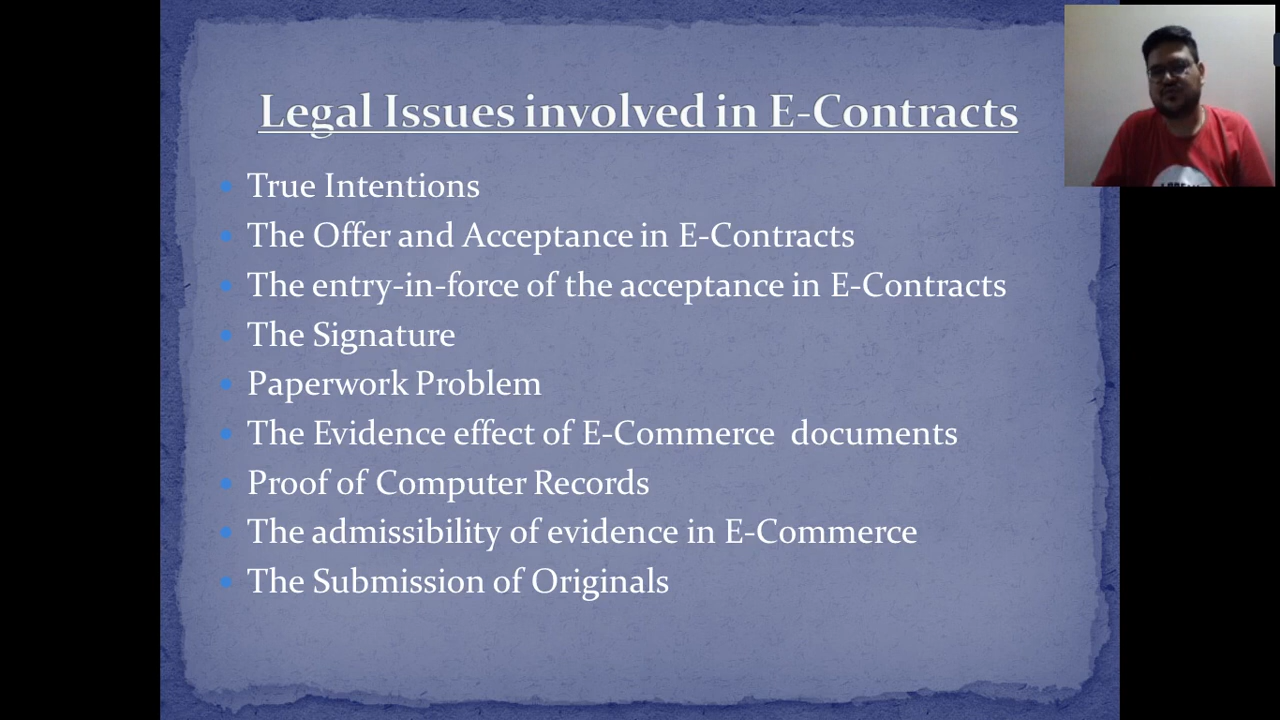 Legal Issues involved in E-Contracts
True Intentions
The Offer and Acceptance in E-Contracts
The entry-in-force of the acceptance in E-Contracts
The Signature
Paperwork Problem
The Evidence effect of E-Commerce documents
Proof of Computer Records
The admissibility of evidence in E-Commerce
The Submission of Originals